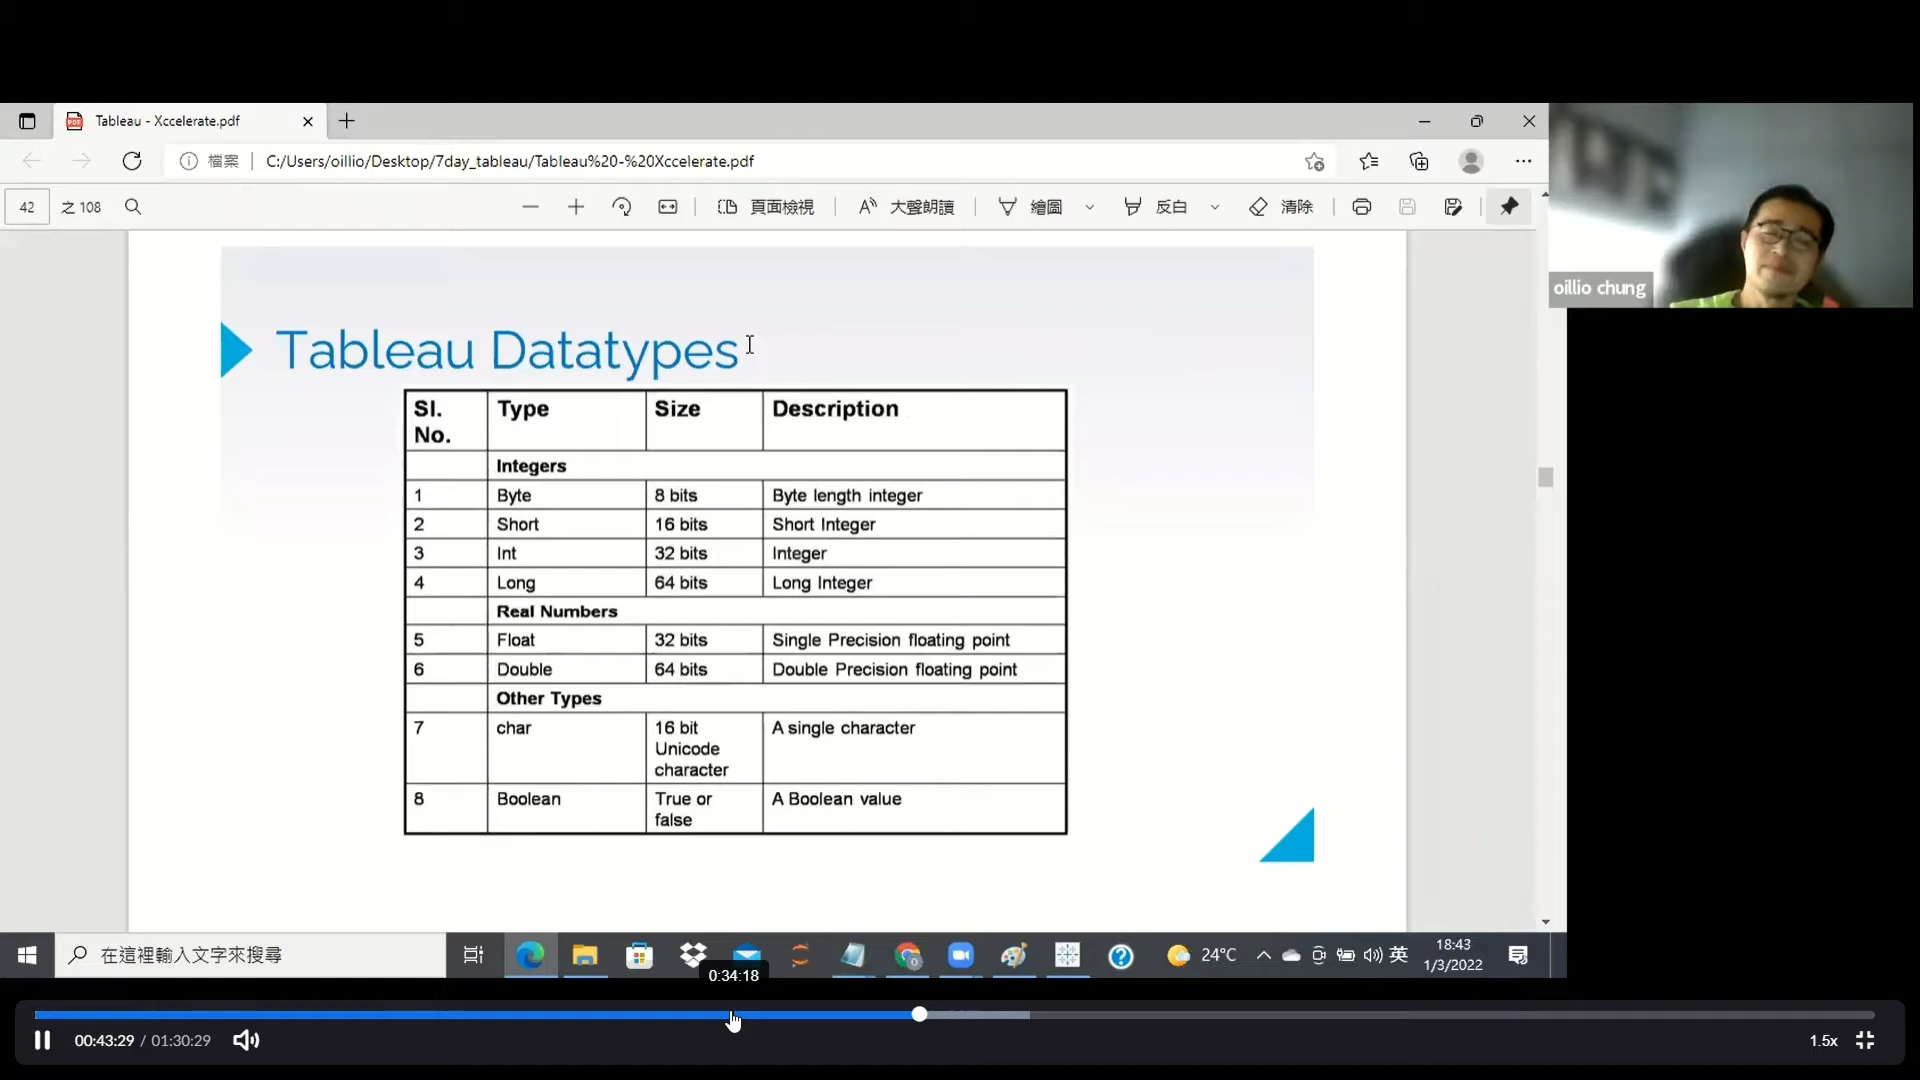 Tableau - Xccelerate.pdf
檔案 C:/Users/oillio/Desktop/7day_tableau/Tableau%20-%20Xccelerate.pdf
42 之 108 頁面檢視 大聲朗讀 繪圖 反白 清除
oillio chung
Tableau Datatypes
Sl. No. Type Size Description
Integers
1 Byte 8 bits Byte length integer
2 Short 16 bits Short Integer
3 Int 32 bits Integer
4 Long 64 bits Long Integer
Real Numbers
5 Float 32 bits Single Precision floating point
6 Double 64 bits Double Precision floating point
Other Types
7 char 16 bit Unicode character A single character
8 Boolean True or false A Boolean value
在這裡輸入文字來搜尋 24°C 英 18:43
1/3/2022
0:34:18
00:43:29 / 01:30:29 1.5x